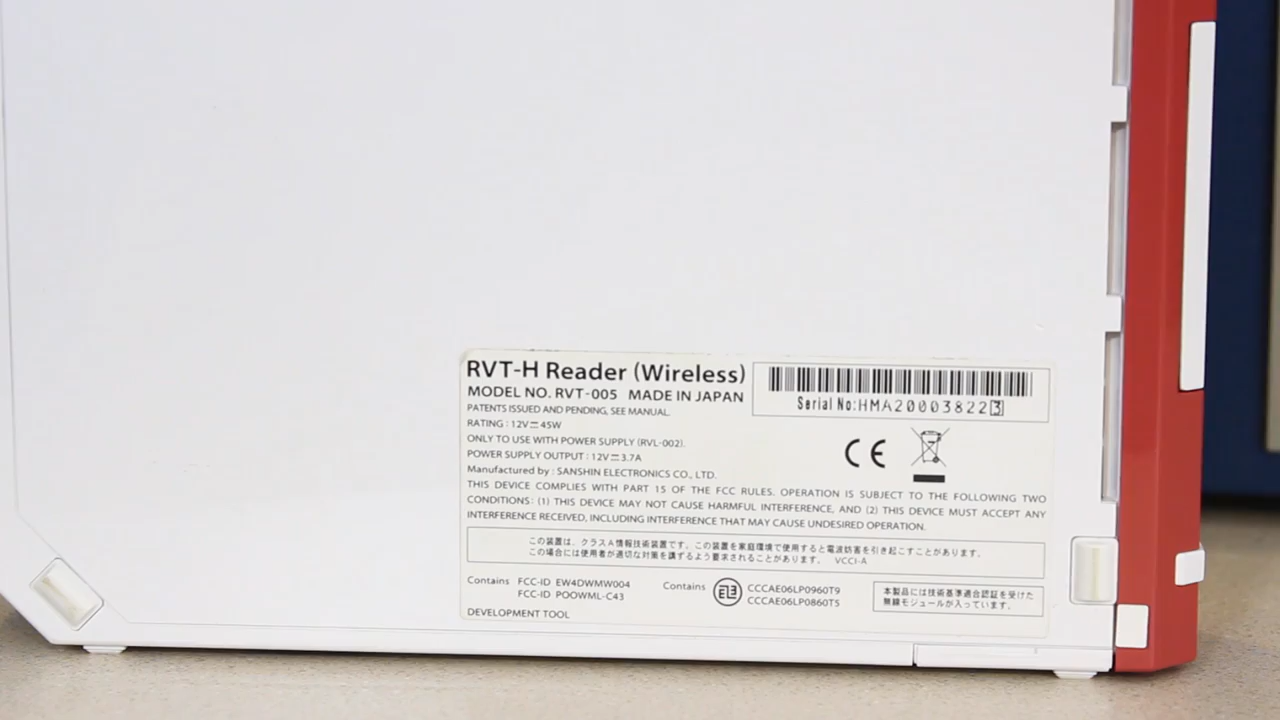 RVT-H Reader (Wireless)
MODEL NO. RVT-005 MADE IN JAPAN
PATENTS ISSUED AND PENDING, SEE MANUAL.
RATING : 12V⎓45W
ONLY TO USE WITH POWER SUPPLY (RVL-002).
POWER SUPPLY OUTPUT : 12V⎓3.7A
Manufactured by : SANSHIN ELECTRONICS CO., LTD.
Serial No:HMA200038223
CE
THIS DEVICE COMPLIES WITH PART 15 OF THE FCC RULES. OPERATION IS SUBJECT TO THE FOLLOWING TWO
CONDITIONS: (1) THIS DEVICE MAY NOT CAUSE HARMFUL INTERFERENCE, AND (2) THIS DEVICE MUST ACCEPT ANY
INTERFERENCE RECEIVED, INCLUDING INTERFERENCE THAT MAY CAUSE UNDESIRED OPERATION.
この装置は、クラスA情報技術装置です。この装置を家庭環境で使用すると電波妨害を引き起こすことがあります。
この場合には使用者が適切な対策を講ずるよう要求されることがあります。 VCCI-A
Contains FCC-ID EW4DWMW004
FCC-ID POOWML-C43
Contains CCCAE06LP0960T9
CCCAE06LP0860T5
本製品には技術基準適合認証を受けた
無線モジュールが入っています。
DEVELOPMENT TOOL